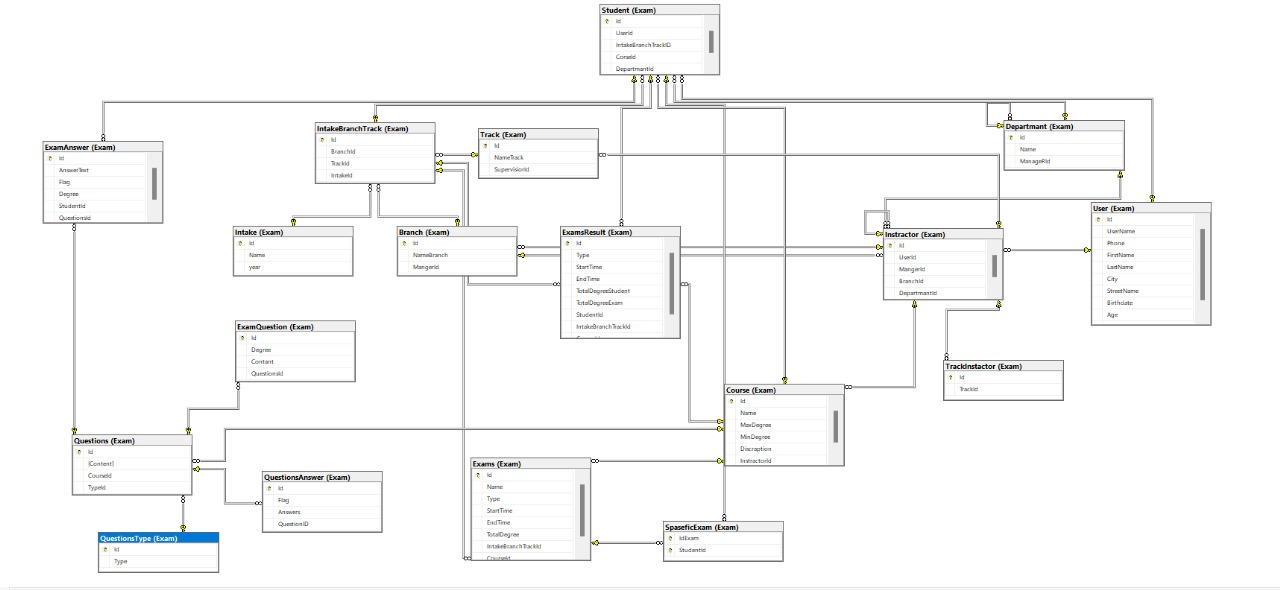 Student (Exam)
Id
UserId
IntakeBranchTrackID
CorseId
DepartmantId
IntakeBranchTrack (Exam)
Id
BranchId
TrackId
IntakeId
Track (Exam)
Id
NameTrack
SupervisiorId
Departmant (Exam)
Id
Name
ManageRId
ExamAnswer (Exam)
Id
AnswerText
Flag
Degree
StudentId
QuestionsId
User (Exam)
Id
UserName
Phone
FirstName
LastName
City
StreetName
Birthdate
Age
Intake (Exam)
Id
Name
year
Branch (Exam)
Id
NameBranch
MangerId
ExamsResult (Exam)
Id
Type
StartTime
EndTime
TotalDegreeStudent
TotalDegreeExam
StudentId
IntakeBranchTrackId
Instractor (Exam)
Id
UserId
MangerId
BranchId
DepartmantId
ExamQuestion (Exam)
Id
Degree
Contant
QuestionsId
TrackInstactor (Exam)
Id
TrackId
Course (Exam)
Id
Name
MaxDegree
MinDegree
Discraption
InstractorId
Questions (Exam)
Id
[Content]
CourseId
TypeId
QuestionsAnswer (Exam)
Id
Flag
Answers
QuestionID
Exams (Exam)
Id
Name
Type
StartTime
EndTime
TotalDegree
IntakeBranchTrackId
CourseId
SpaseficExam (Exam)
IdExam
StudentId
QuestionsType (Exam)
Id
Type